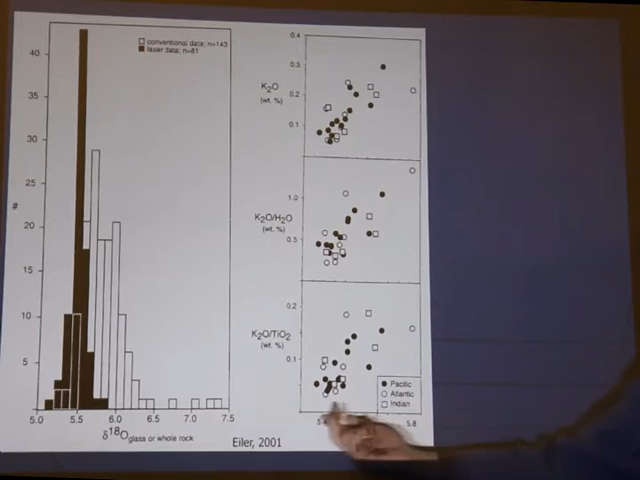 40
35
30
25
20
15
10
5
#
5.0 5.5 6.0 6.5 7.0 7.5
δ18O glass or whole rock
conventional data; n=143
laser data; n=81
Eiler, 2001
K2O
(wt. %)
0.4
0.3
0.2
0.1
K2O/H2O
(wt. %)
1.0
0.5
K2O/TiO2
(wt. %)
0.2
0.1
Pacific
Atlantic
Indian
5.8